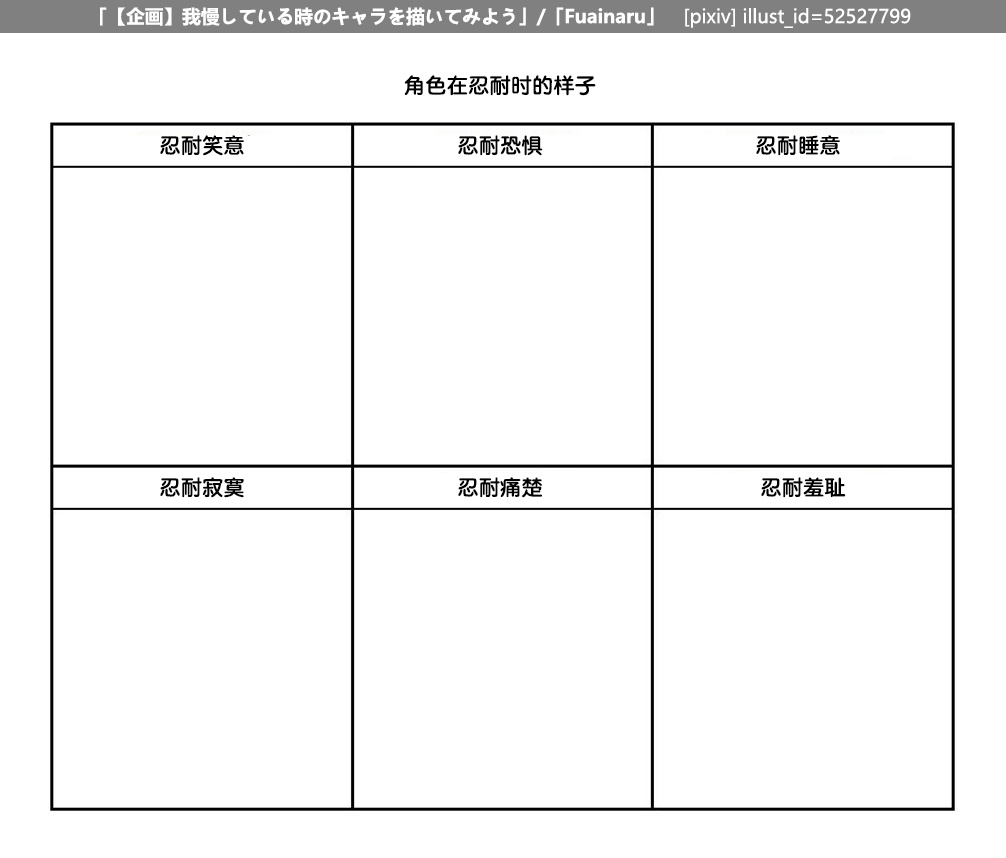 「【企画】我慢している時のキャラを描いてみよう」/「Fuainaru」 [pixiv] illust_id=52527799
角色在忍耐时的样子
忍耐笑意
忍耐恐惧
忍耐睡意
忍耐寂寞
忍耐痛楚
忍耐羞耻